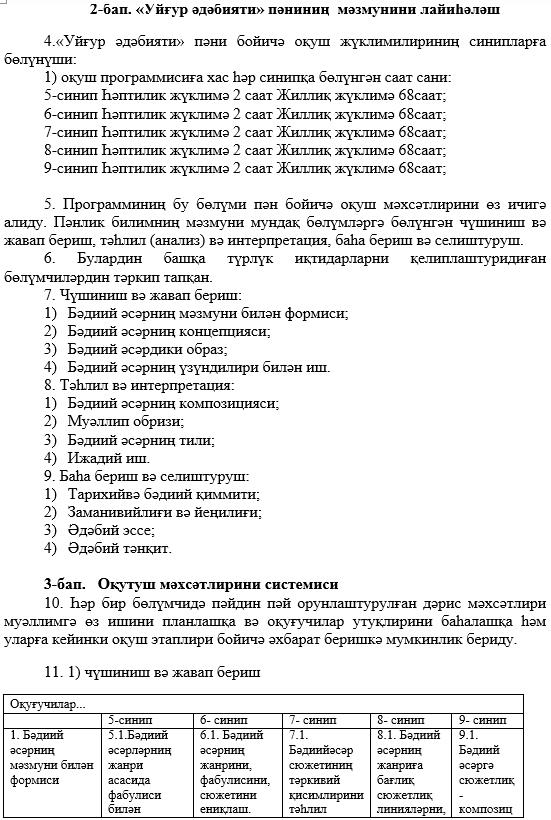 2-бап. «Уйғур әдәбияти» пәниниң мәзмунини лайиһәләш
4.«Уйғур әдәбияти» пәни бойичә оқуш жүклимилириниң синипларға
бөлүнүши:
1) оқуш программисиға хас һәр синипқа бөлүнгән саат сани:
5-синип Һәптилик жүклимә 2 саат Жиллиқ жүклимә 68саат;
6-синип Һәптилик жүклимә 2 саат Жиллиқ жүклимә 68саат;
7-синип Һәптилик жүклимә 2 саат Жиллиқ жүклимә 68саат;
8-синип Һәптилик жүклимә 2 саат Жиллиқ жүклимә 68саат;
9-синип Һәптилик жүклимә 2 саат Жиллиқ жүклимә 68саат;
5. Программиниң бу бөлүми пән бойичә оқуш мәхсәтлирини өз ичигә
алиду. Пәнлик билимниң мәзмуни мундақ бөлүмләргә бөлүнгән чүшиниш вә
жавап бериш, тәһлил (анализ) вә интерпретация, баһа бериш вә селиштуруш.
6. Булардин башқа түрлүк иқтидарларни қелиплаштуридиған
бөлүмчиләрдин тәркип тапқан.
7. Чүшиниш вә жавап бериш:
1) Бәдиий әсәрниң мәзмуни билән формиси;
2) Бәдиий әсәрниң концепцияси;
3) Бәдиий әсәрдики образ;
4) Бәдиий әсәрниң үзүндилири билән иш.
8. Тәһлил вә интерпретация:
1) Бәдиий әсәрниң композицияси;
2) Муәллип обризи;
3) Бәдиий әсәрниң тили;
4) Ижадий иш.
9. Баһа бериш вә селиштуруш:
1) Тарихийвә бәдиий қиммити;
2) Заманивийлиғи вә йеңилиғи;
3) Әдәбий эссе;
4) Әдәбий тәнқит.
3-бап. Оқутуш мәхсәтлирини системиси
10. Һәр бир бөлүмчидә пәйдин пәй орунлаштурулған дәрис мәхсәтлири
муәллимгә өз ишини планлашқа вә оқуғучилар утуқлирини баһалашқа һәм
уларға кейинки оқуш этаплири бойичә әхбарат беришкә мумкинлик бериду.
11. 1) чүшиниш вә жавап бериш
Оқуғучилар...
5-синип 6- синип 7- синип 8- синип 9- синип
1. Бәдиий 5.1.Бәдиий 6.1. Бәдиий 7.1. 8.1. Бәдиий 9.1.
әсәрниң әсәрләрниң әсәрниң Бәдиийәсәр әсәрниң Бәдиий
мәзмуни билән жанри жанрини, сюжетиниң жанриға әсәргә
формиси асасида фабулисини, тәркивий бағлиқ сюжетлиқ
фабулиси сюжетини қисимлирини сюжетлиқ -
билән ениқлаш. тәһлил линияләрни, композиц